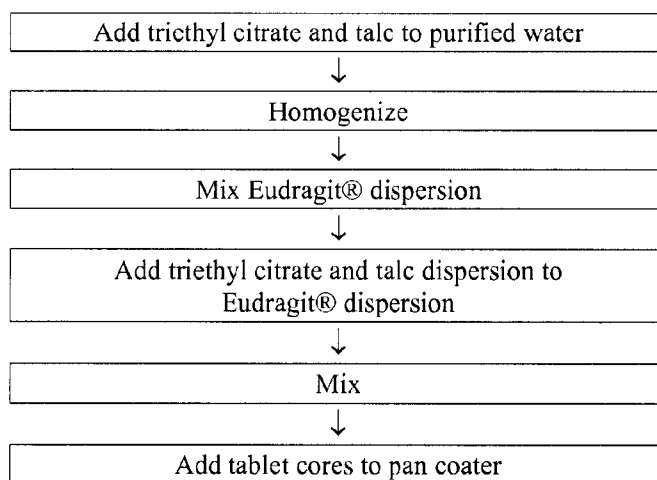 Add triethyl citrate and talc to purified water
↓
Homogenize
↓
Mix Eudragit® dispersion
↓
Add triethyl citrate and talc dispersion to
Eudragit® dispersion
↓
Mix
↓
Add tablet cores to pan coater